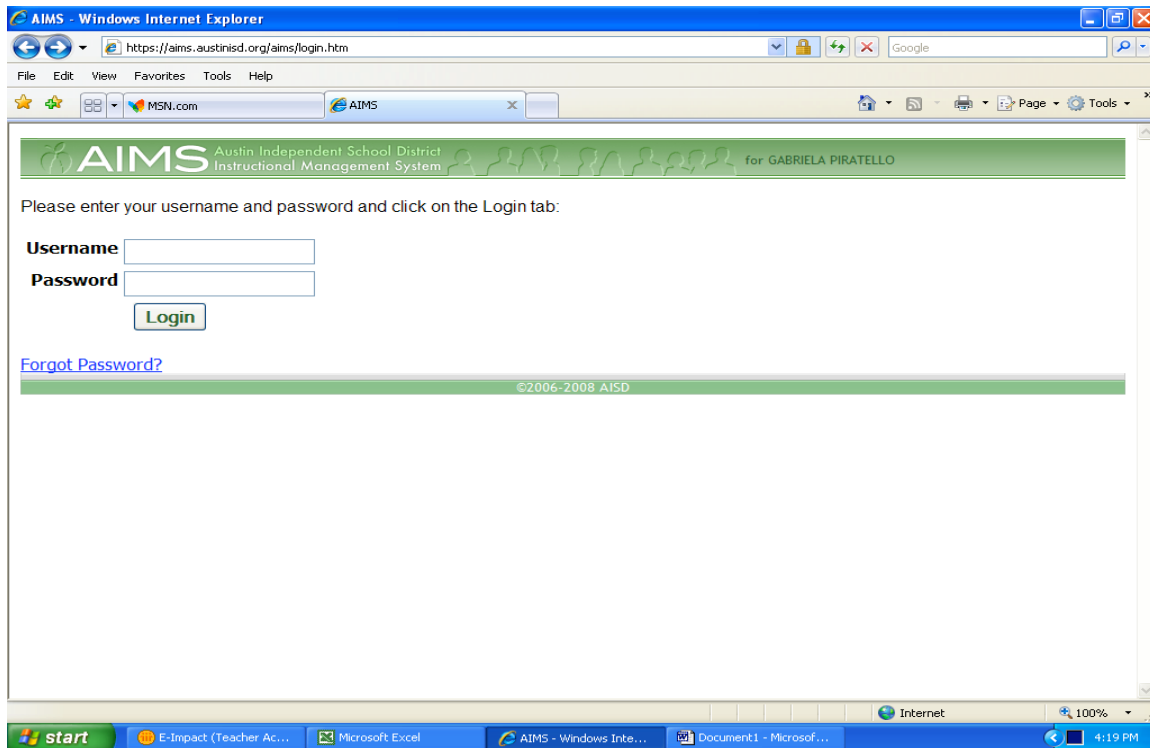 AIMS - Windows Internet Explorer
https://aims.austinisd.org/aims/login.htm
Google
File Edit View Favorites Tools Help
MSN.com
AIMS
Page
Tools
AIMS Austin Independent School District
Instructional Management System
for GABRIELA PIRATELLO
Please enter your username and password and click on the Login tab:
Username
Password
Login
Forgot Password?
©2006-2008 AISD
Internet
100%
start
E-Impact (Teacher Ac...
Microsoft Excel
AIMS - Windows Inte...
Document1 - Microsof...
4:19 PM